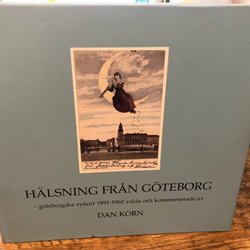 HÄLSNING FRÅN GÖTEBORG
– göteborgska vykort 1891-1960 valda och kommenterade av
DAN KORN